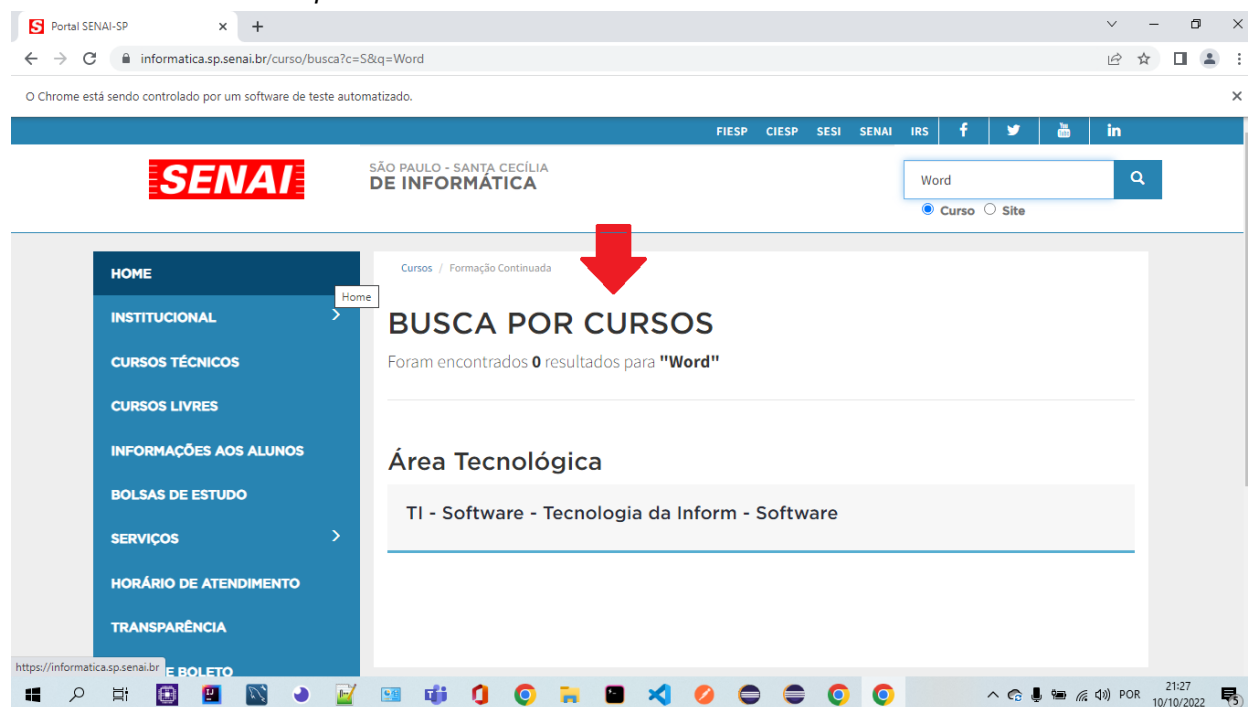 Portal SENAI-SP
informatica.sp.senai.br/curso/busca?c=S&q=Word
O Chrome está sendo controlado por um software de teste automatizado.
FIESP CIESP SESI SENAI IRS
SENAI
SÃO PAULO - SANTA CECÍLIA
DE INFORMÁTICA
Word
Curso Site
HOME
Home
INSTITUCIONAL
CURSOS TÉCNICOS
CURSOS LIVRES
INFORMAÇÕES AOS ALUNOS
BOLSAS DE ESTUDO
SERVIÇOS
HORÁRIO DE ATENDIMENTO
TRANSPARÊNCIA
E BOLETO
Cursos / Formação Continuada
BUSCA POR CURSOS
Foram encontrados 0 resultados para "Word"
Área Tecnológica
TI - Software - Tecnologia da Inform - Software
https://informatica.sp.senai.br
POR
21:27
10/10/2022
5